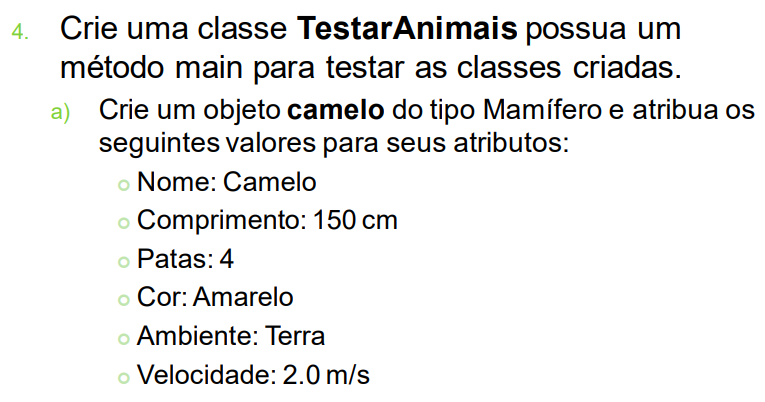 4. Crie uma classe TestarAnimais possua um
método main para testar as classes criadas.
a) Crie um objeto camelo do tipo Mamífero e atribua os
seguintes valores para seus atributos:
Nome: Camelo
Comprimento: 150 cm
Patas: 4
Cor: Amarelo
Ambiente: Terra
Velocidade: 2.0 m/s